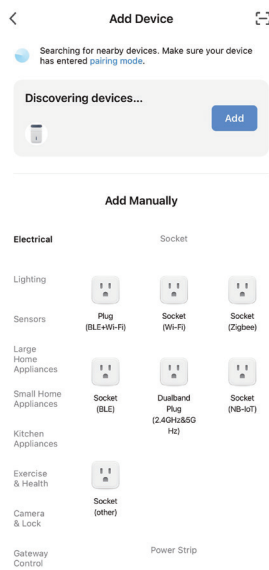 Add Device
Searching for nearby devices. Make sure your device
has entered pairing mode.
Discovering devices...
Add
Add Manually
Electrical
Socket
Lighting
Plug
(BLE+Wi-Fi)
Socket
(Wi-Fi)
Socket
(Zigbee)
Sensors
Large
Home
Appliances
Small Home
Appliances
Socket
(BLE)
Dualband
Plug
(2.4GHz&5G
Hz)
Socket
(NB-IoT)
Kitchen
Appliances
Exercise
& Health
Socket
(other)
Camera
& Lock
Gateway
Control
Power Strip